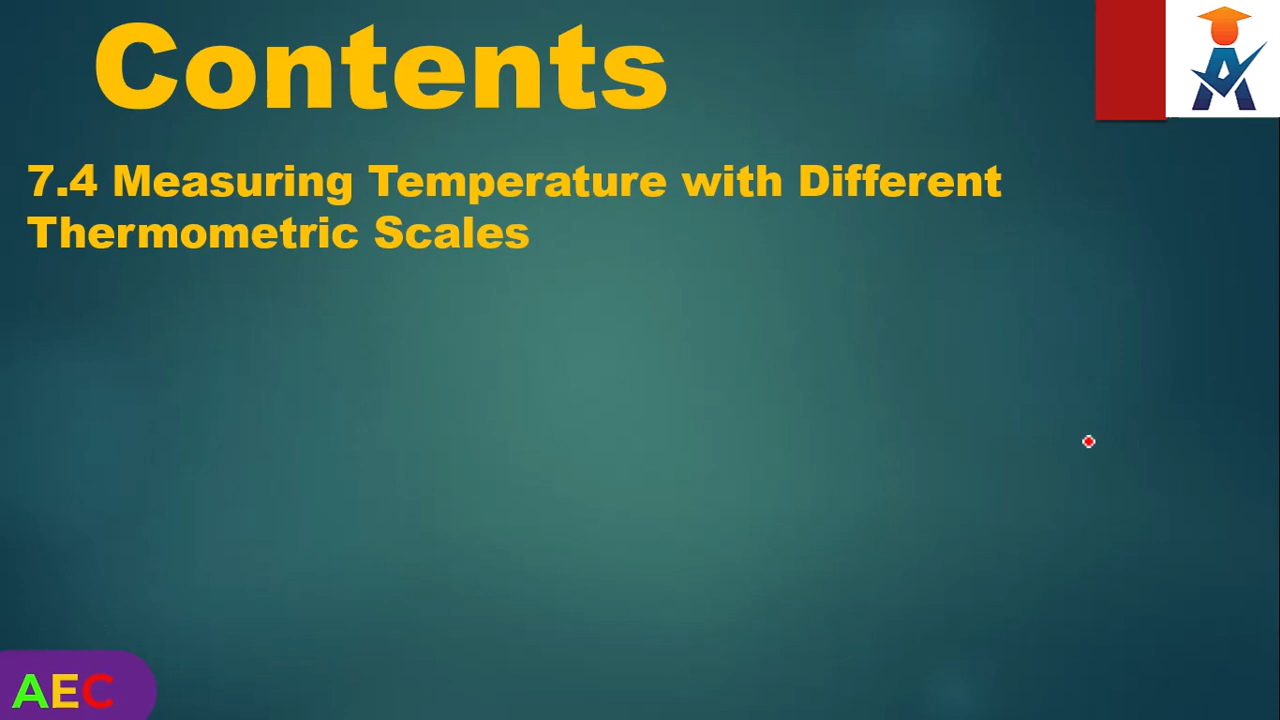 Contents
7.4 Measuring Temperature with Different
Thermometric Scales
AEC